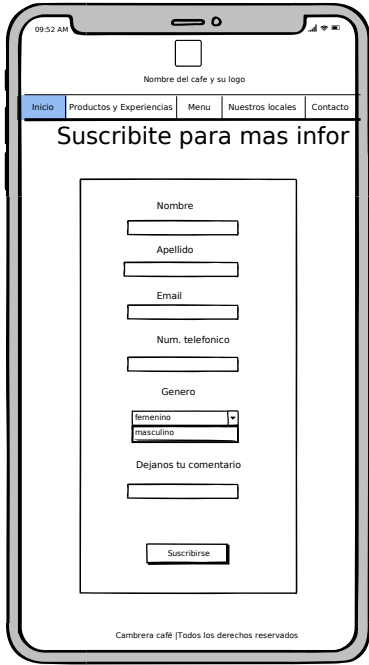 09:52 AM
Nombre del cafe y su logo
Inicio Productos y Experiencias Menu Nuestros locales Contacto
Suscribite para mas infor
Nombre
Apellido
Email
Num. telefonico
Genero
femenino
masculino
Dejanos tu comentario
Suscribirse
Cambrera café |Todos los derechos reservados